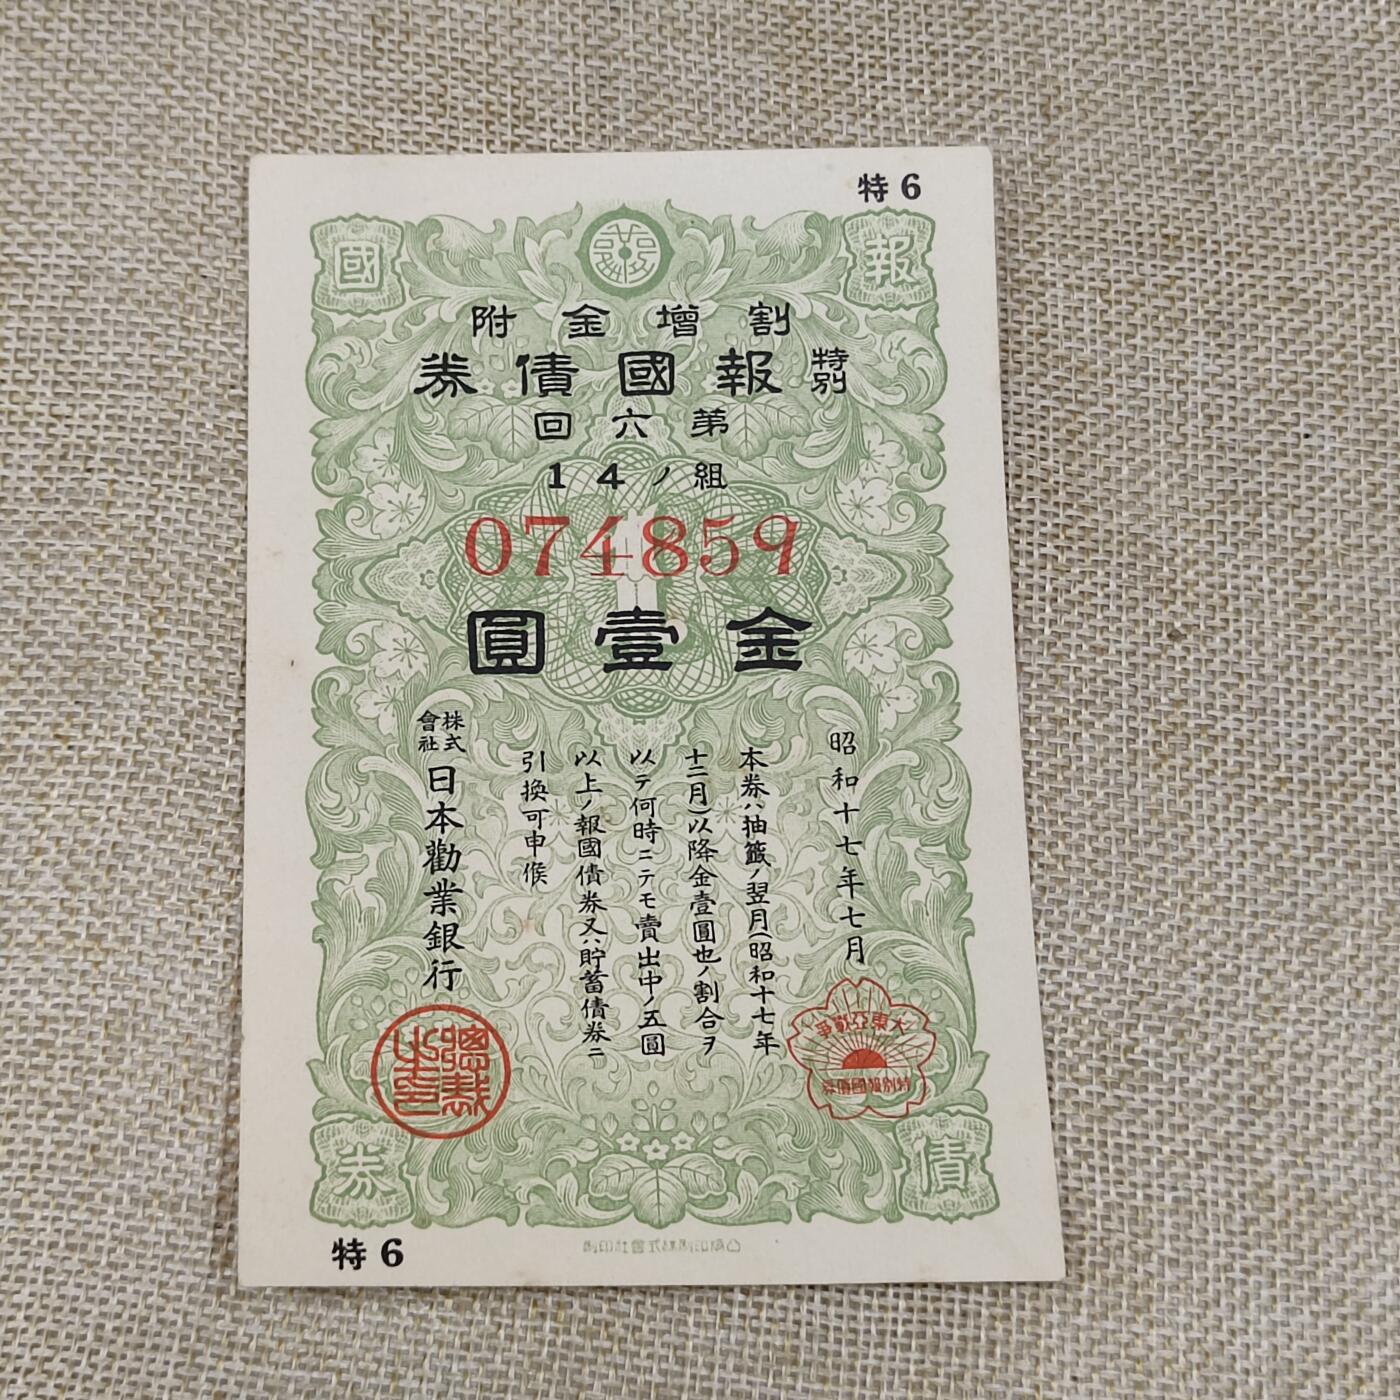 特6
報國
割增金附
特別報國債券
第六回
組ノ14
074859
金壹圓
昭和十七年七月
本券ハ抽籤ノ翌月(昭和十七年
十二月)以降金壹圓也ノ割合ヲ
以テ何時ニテモ賣出中ノ五圓
以上ノ報國債券又ハ貯蓄債券ニ
引換可申候
株式會社日本勸業銀行
總裁之印
大東亞戰爭
特別報國債券
債券
特6